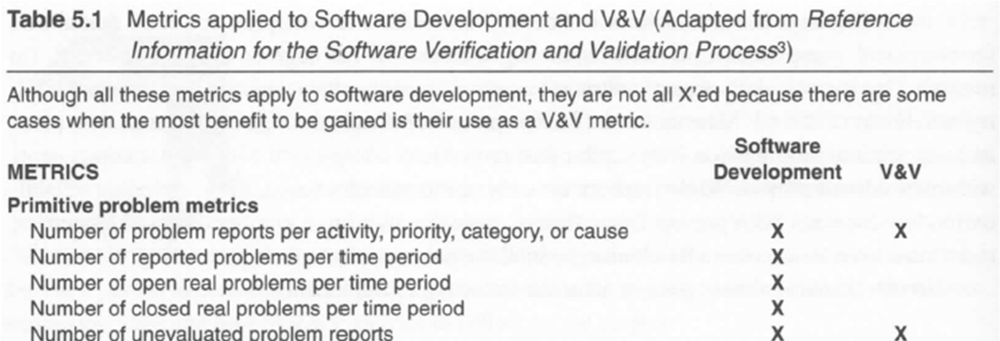 Table 5.1 Metrics applied to Software Development and V&V (Adapted from Reference
Information for the Software Verification and Validation Process³)
Although all these metrics apply to software development, they are not all X'ed because there are some
cases when the most benefit to be gained is their use as a V&V metric.
Software
METRICS Development V&V
Primitive problem metrics
Number of problem reports per activity, priority, category, or cause X X
Number of reported problems per time period X
Number of open real problems per time period X
Number of closed real problems per time period X
Number of unevaluated problem reports X X